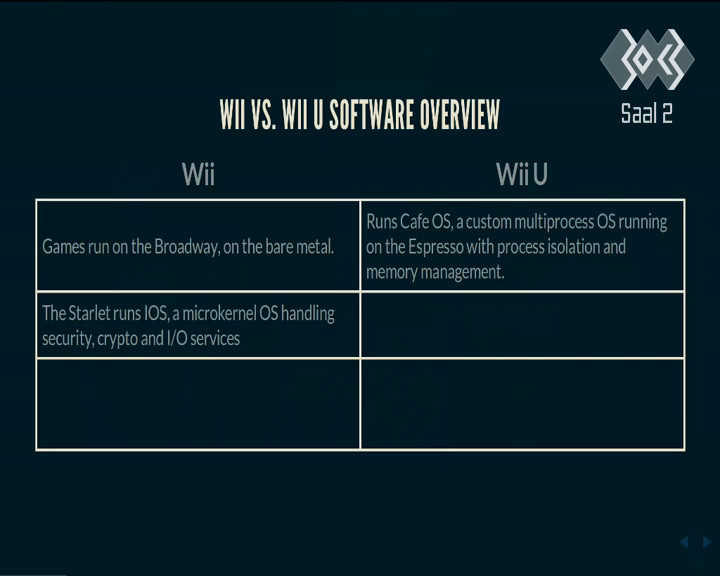 Saal 2
WII VS. WII U SOFTWARE OVERVIEW
Wii
Wii U
Games run on the Broadway, on the bare metal.
Runs Cafe OS, a custom multiprocess OS running
on the Espresso with process isolation and
memory management.
The Starlet runs IOS, a microkernel OS handling
security, crypto and I/O services